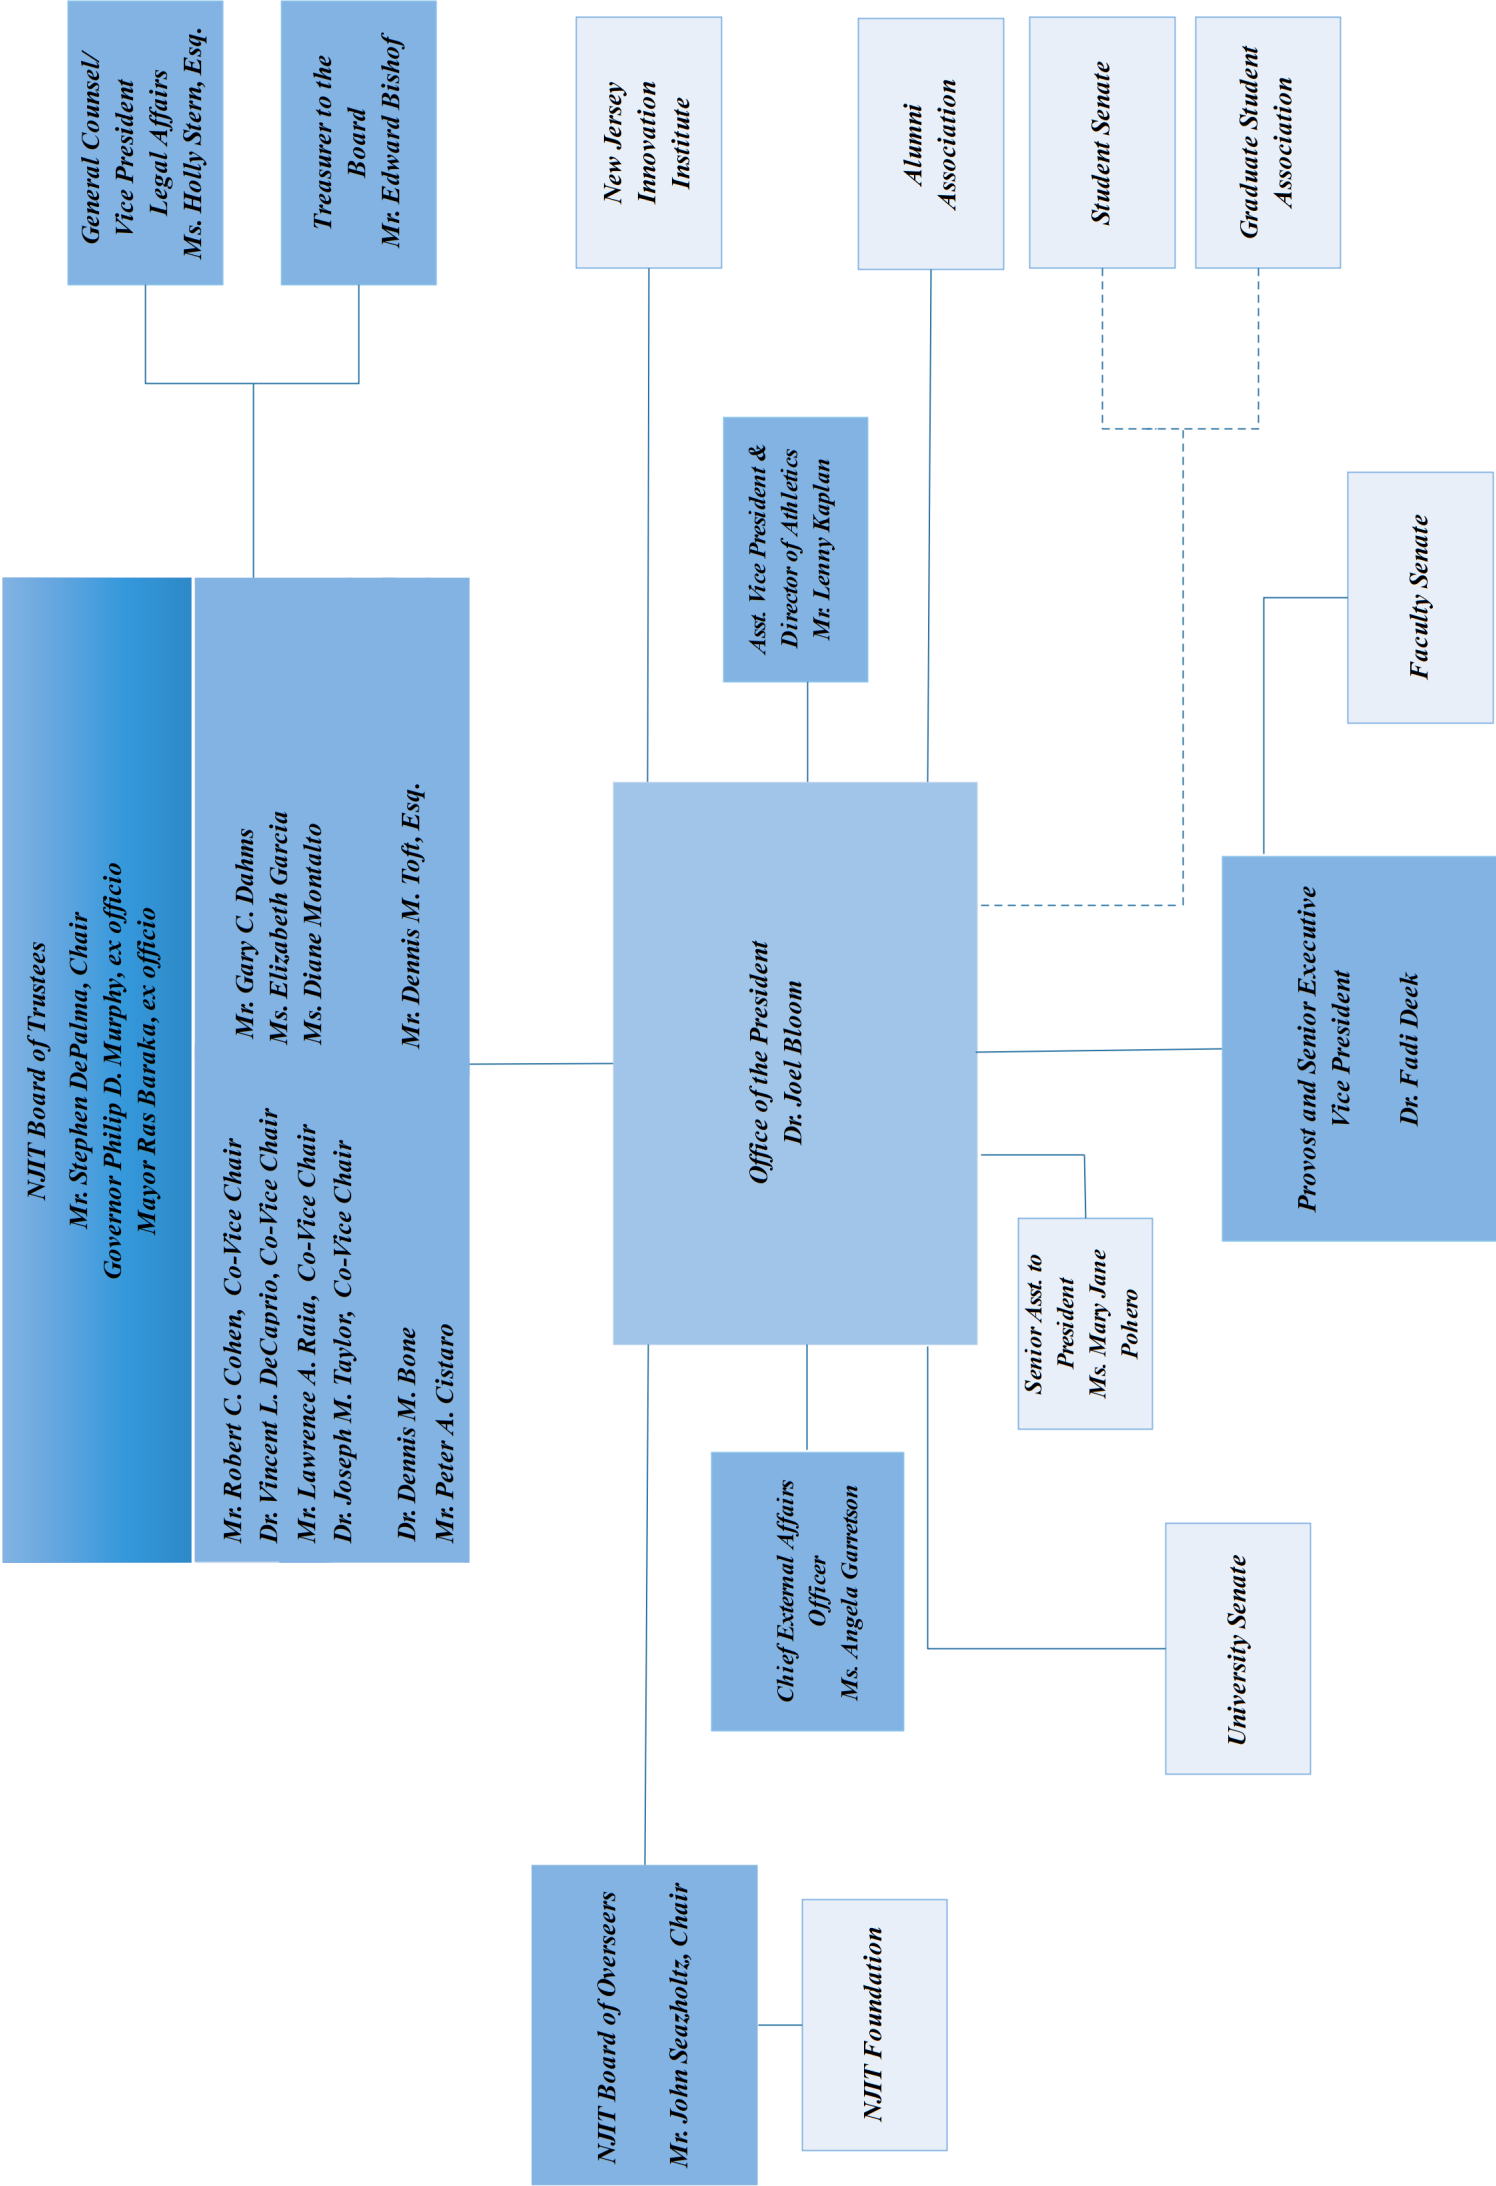 NJIT Board of Trustees
Mr. Stephen DePalma, Chair
Governor Philip D. Murphy, ex officio
Mayor Ras Baraka, ex officio
Mr. Robert C. Cohen, Co-Vice Chair
Dr. Vincent L. DeCaprio, Co-Vice Chair
Mr. Lawrence A. Raia, Co-Vice Chair
Dr. Joseph M. Taylor, Co-Vice Chair
Dr. Dennis M. Bone
Mr. Peter A. Cistaro
Mr. Gary C. Dahms
Ms. Elizabeth Garcia
Ms. Diane Montalto
Mr. Dennis M. Toft, Esq.
General Counsel/
Vice President
Legal Affairs
Ms. Holly Stern, Esq.
Treasurer to the
Board
Mr. Edward Bishof
NJIT Board of Overseers
Mr. John Seazholtz, Chair
NJIT Foundation
Chief External Affairs
Officer
Ms. Angela Garretson
Office of the President
Dr. Joel Bloom
Asst. Vice President &
Director of Athletics
Mr. Lenny Kaplan
New Jersey
Innovation
Institute
Alumni
Association
Student Senate
Graduate Student
Association
Senior Asst. to
President
Ms. Mary Jane
Pohero
University Senate
Provost and Senior Executive
Vice President
Dr. Fadi Deek
Faculty Senate